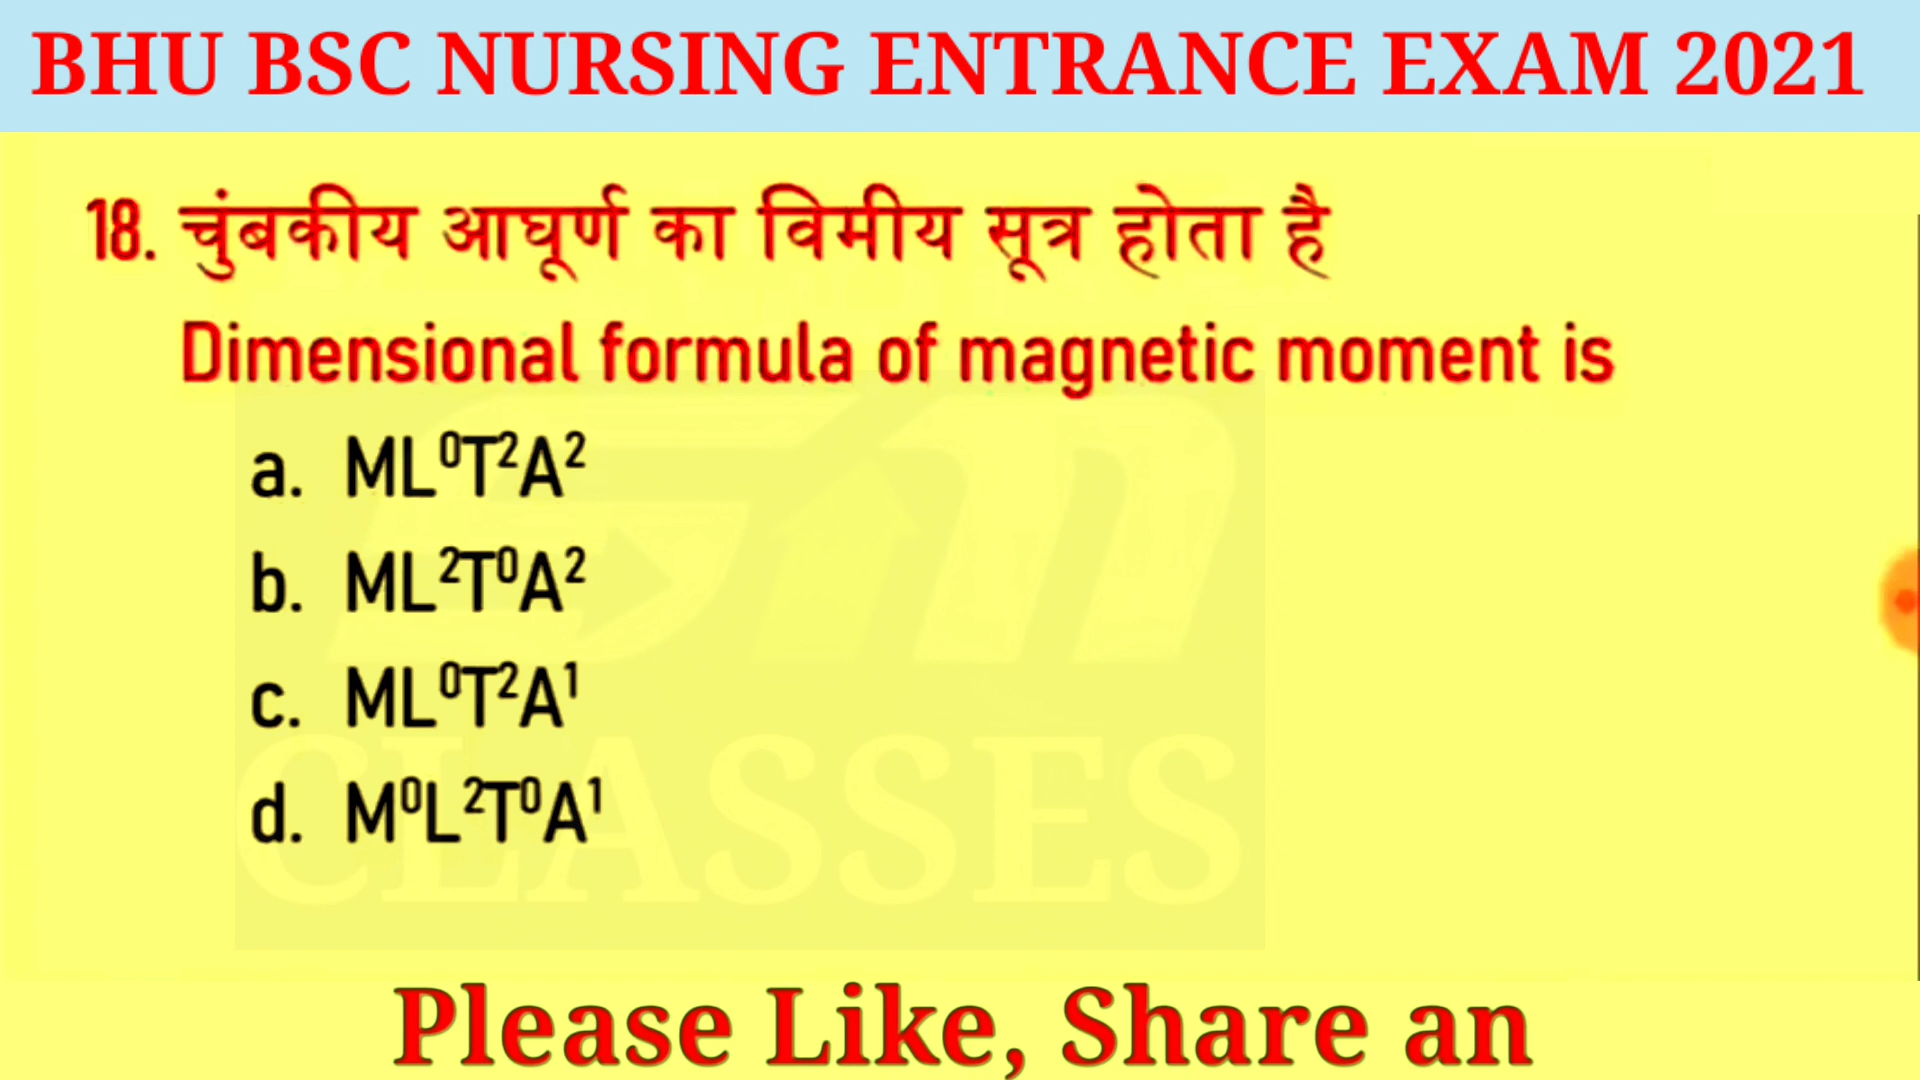 BHU BSC NURSING ENTRANCE EXAM 2021
18. चुंबकीय आघूर्ण का विमीय सूत्र होता है
Dimensional formula of magnetic moment is
a. ML⁰T²A²
b. ML²T⁰A²
c. ML⁰T²A¹
d. M⁰L²T⁰A¹
CLASSES
Please Like, Share an